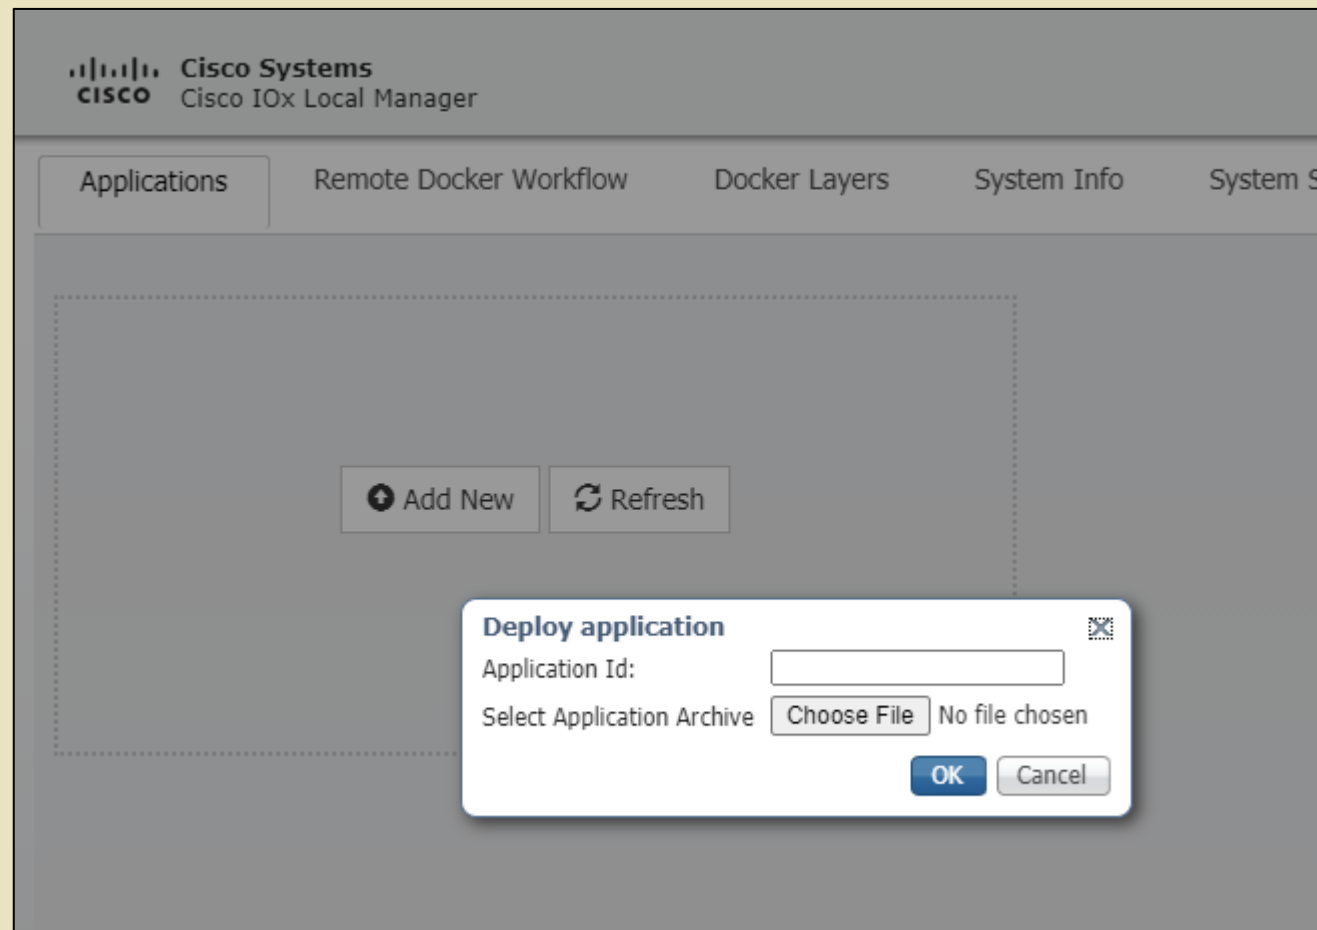 Cisco Systems
CISCO Cisco IOx Local Manager
Applications Remote Docker Workflow Docker Layers System Info System S
Add New Refresh
Deploy application
Application Id:
Select Application Archive Choose File No file chosen
OK Cancel